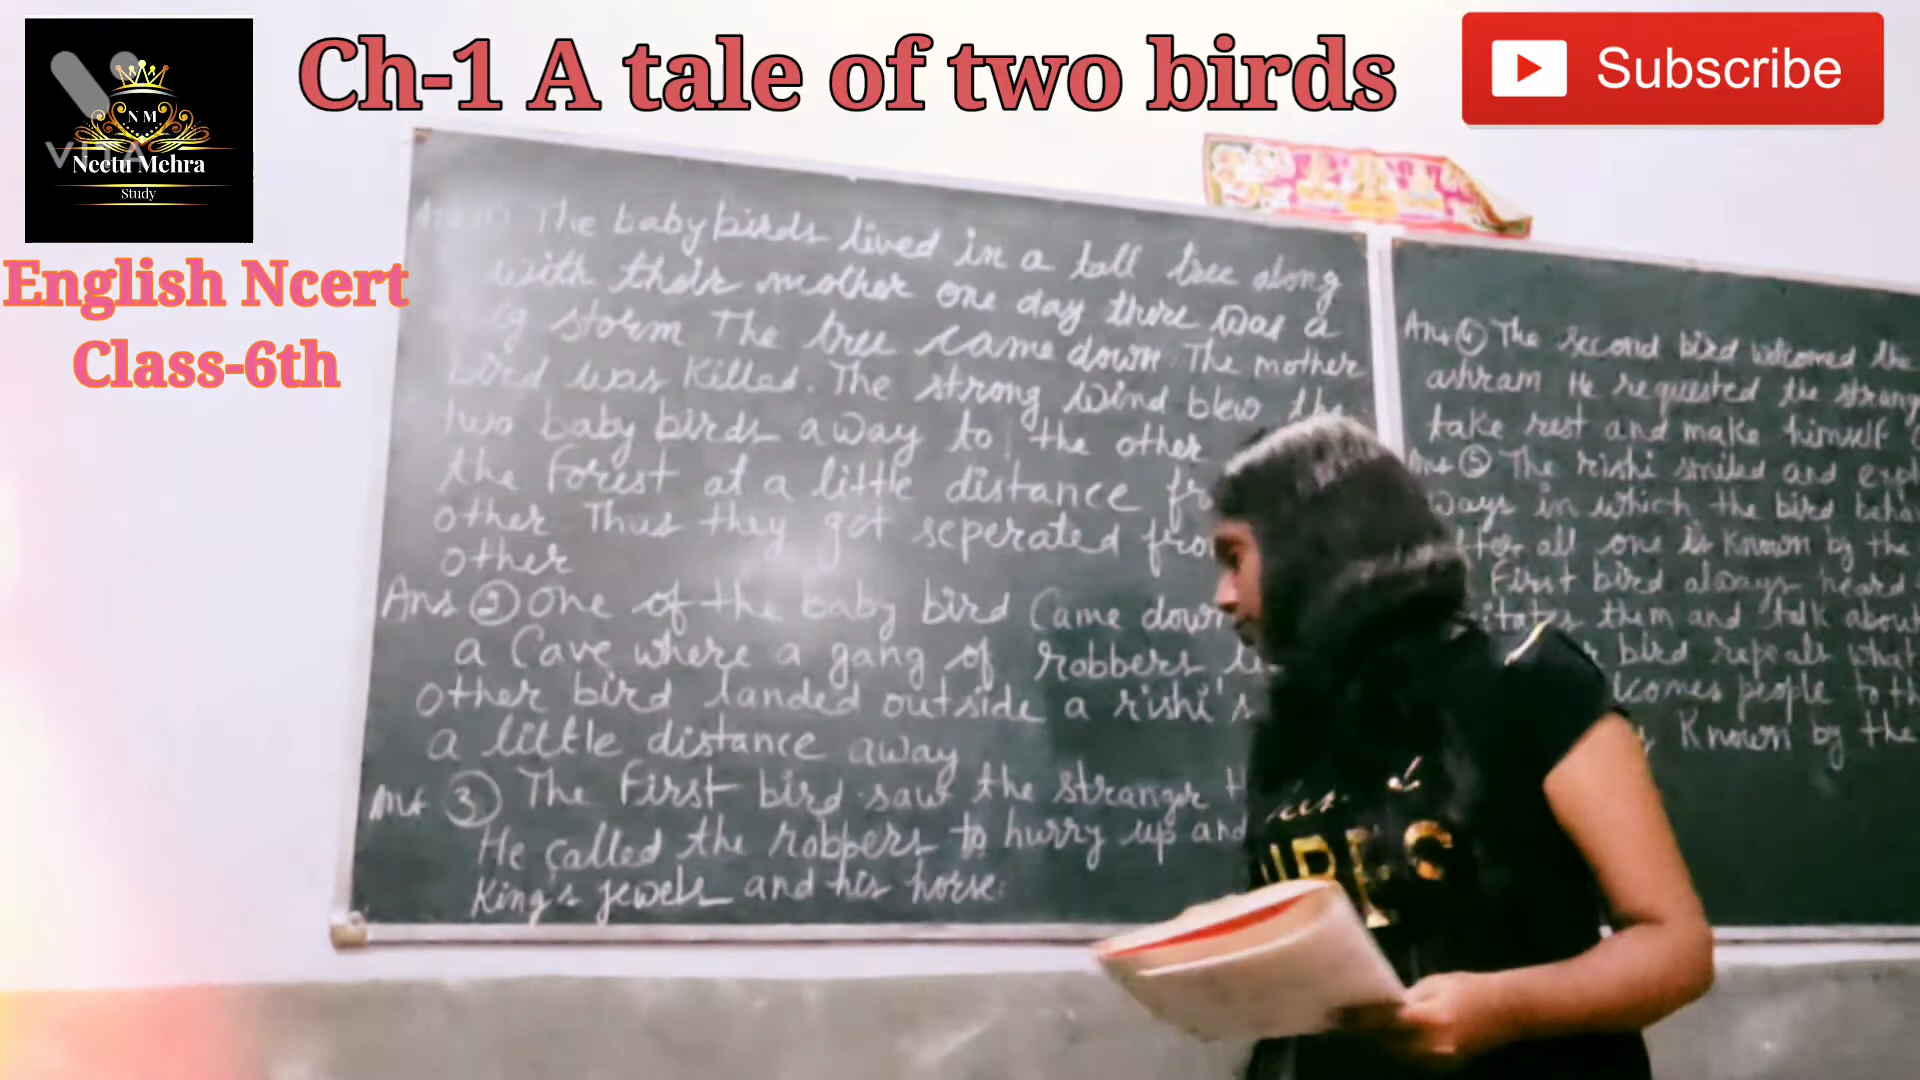 Ch-1 A tale of two birds
Subscribe
N M
Neetu Mehra
Study
English Ncert
Class-6th
The baby birds lived in a tall tree along
with their mother one day there was a
storm The tree came down. The mother
bird was killed. The strong wind blew the
two baby birds away to the other
the forest at a little distance
other Thus they got seperated
other
Ans 2 One of the baby bird Came down
a Cave where a gang of robbers
other bird landed outside a rishi's
a little distance away
Ans 3 The first bird saw the stranger
He called the robbers to hurry up and
King's jewels and his horse.
Ans 4 The second bird welcomed the
ashram He requested the
take rest and make himself
Ans 5 The rishi smiled and
ways in which the bird
for all one is known by the
First bird always heard
them and talk about
bird repeats what
people to
known by the